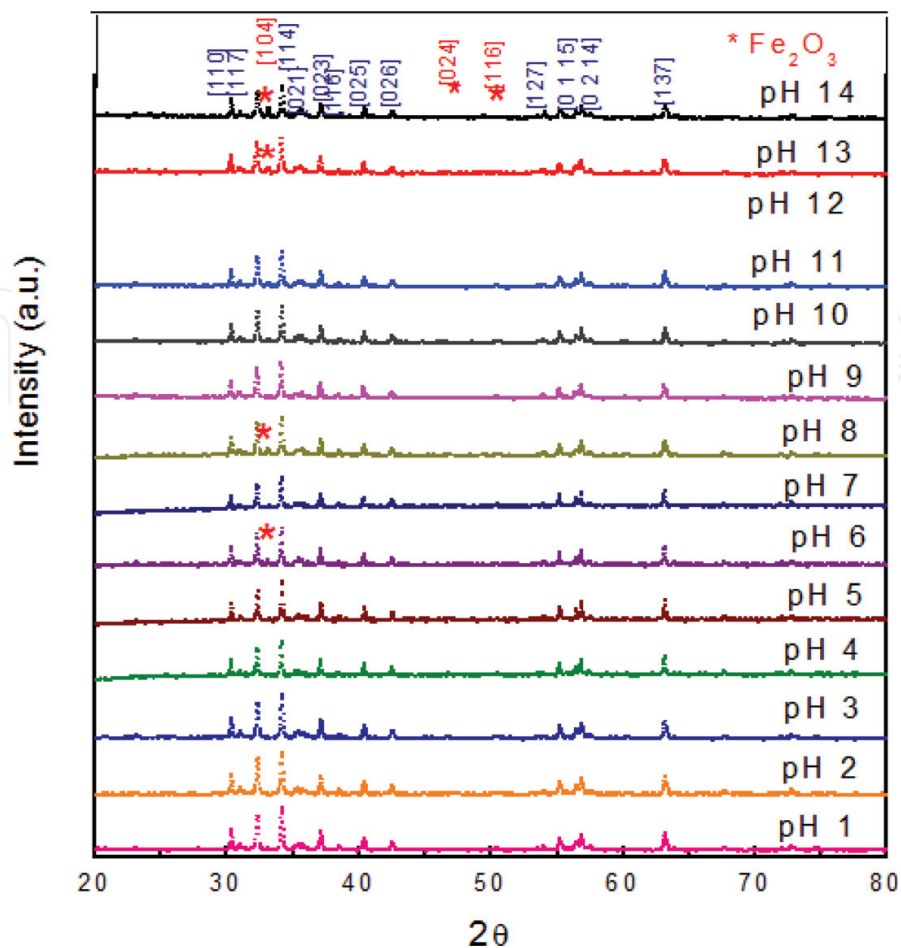 [110]
[117]
[104]
[114]
[021]
[023]
[116]
[025]
[026]
[024]
[116]
[127]
[0 1 15]
[0 2 14]
[137]
* Fe₂O₃
pH 14
pH 13
pH 12
pH 11
pH 10
pH 9
pH 8
pH 7
pH 6
pH 5
pH 4
pH 3
pH 2
pH 1
Intensity (a.u.)
20 30 40 50 60 70 80
2θ